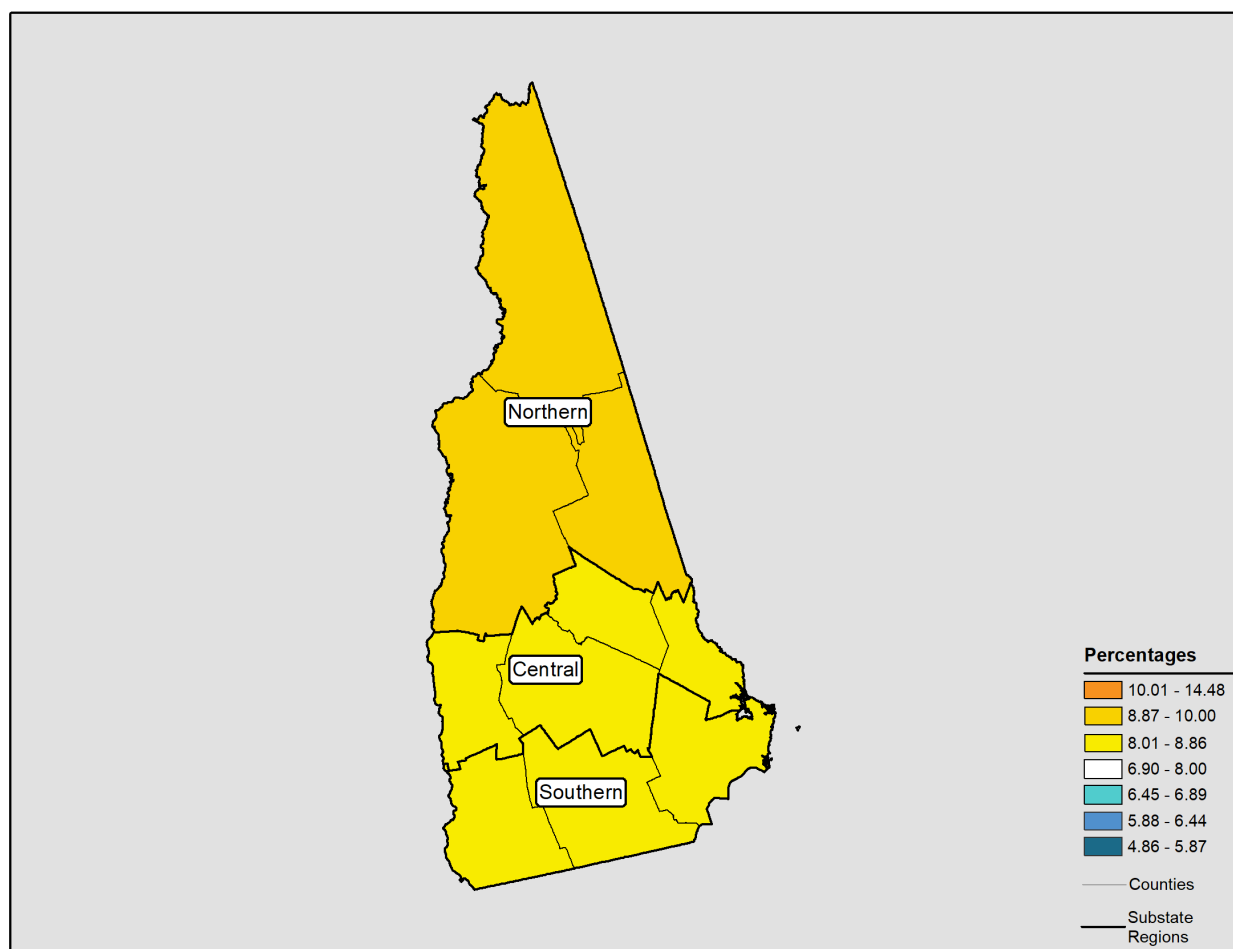 Northern
Central
Southern
Percentages
10.01 - 14.48
8.87 - 10.00
8.01 - 8.86
6.90 - 8.00
6.45 - 6.89
5.88 - 6.44
4.86 - 5.87
Counties
Substate
Regions